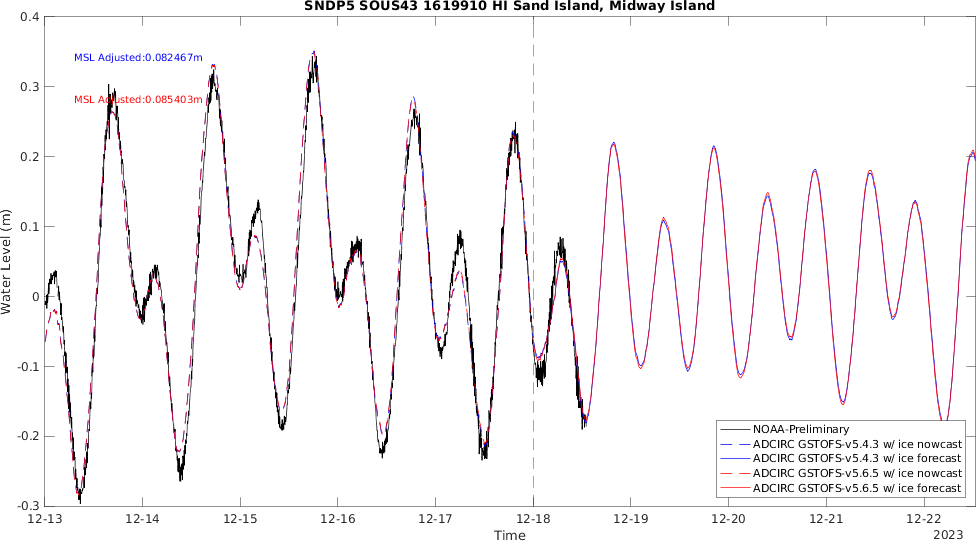 SNDP5 SOUS43 1619910 HI Sand Island, Midway Island
0.4
0.3
0.2
0.1
0
-0.1
-0.2
-0.3
Water Level (m)
MSL Adjusted:0.082467m
MSL Adjusted:0.085403m
NOAA-Preliminary
ADCIRC GSTOFS-v5.4.3 w/ ice nowcast
ADCIRC GSTOFS-v5.4.3 w/ ice forecast
ADCIRC GSTOFS-v5.6.5 w/ ice nowcast
ADCIRC GSTOFS-v5.6.5 w/ ice forecast
12-13 12-14 12-15 12-16 12-17 12-18 12-19 12-20 12-21 12-22
Time
2023